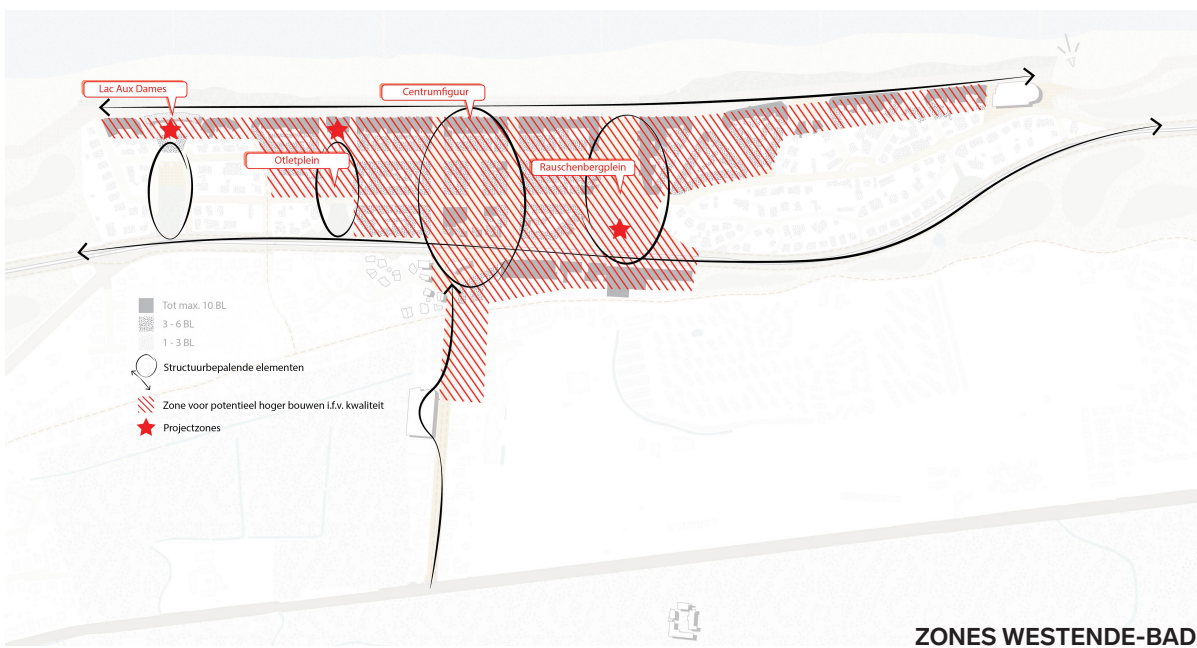 Lac Aux Dames
Centrumfiguur
Otletplein
Rauschenbergplein
Tot max. 10 BL
3 - 6 BL
1 - 3 BL
Structuurbepalende elementen
Zone voor potentieel hoger bouwen i.f.v. kwaliteit
Projectzones
ZONES WESTENDE-BAD